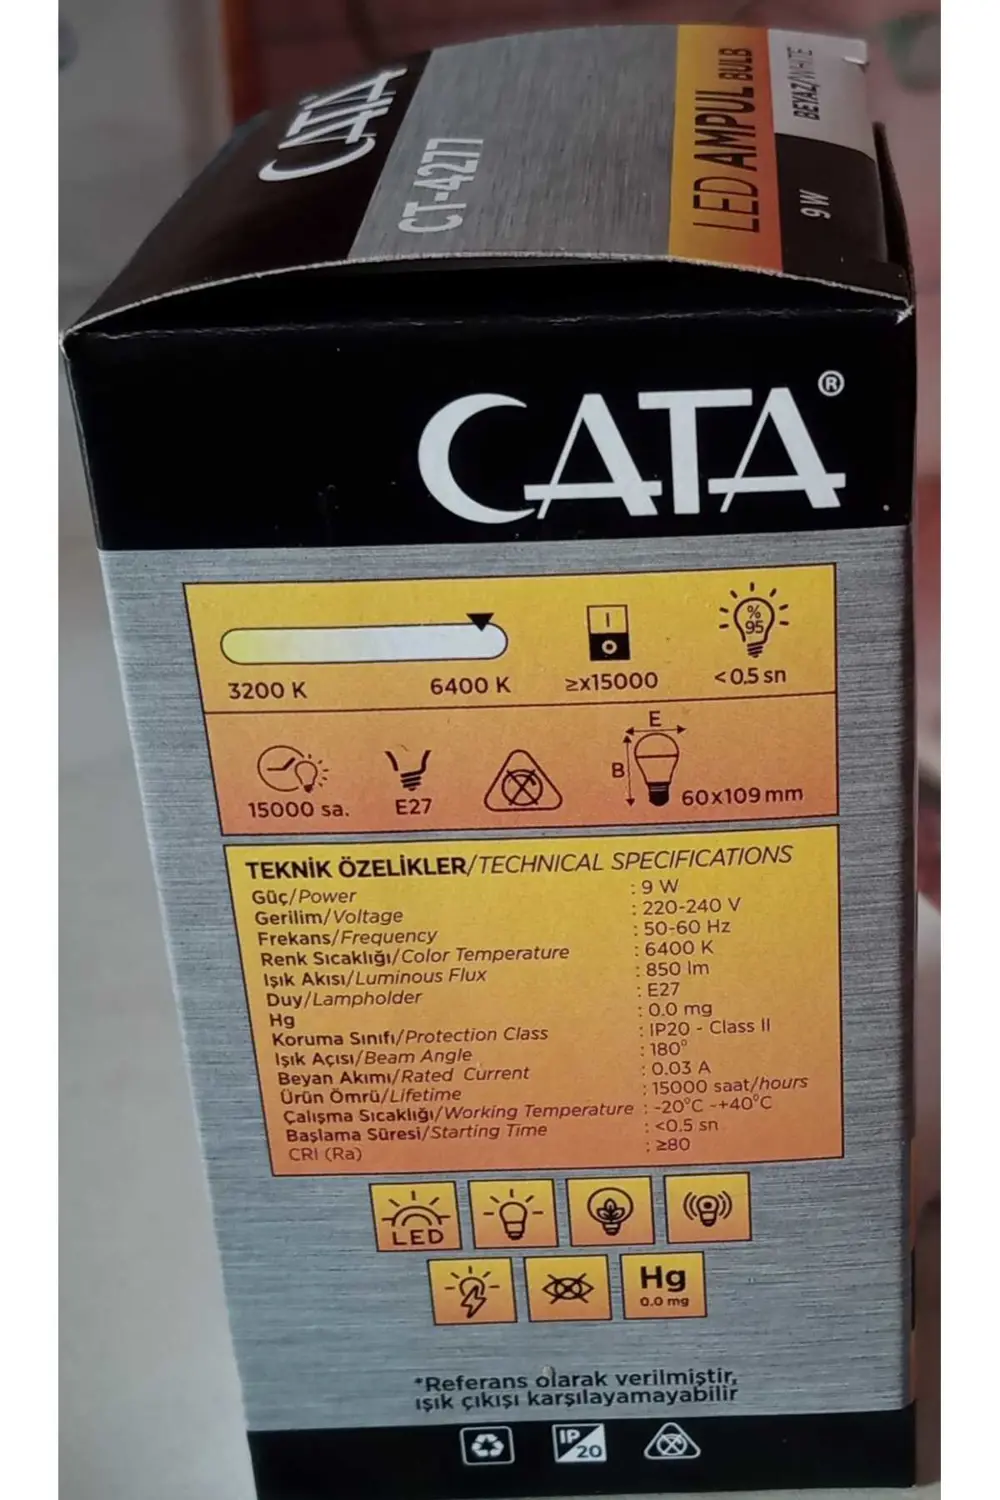 CATA
CT-4277
LED AMPUL BULB
BEYAZ/WHITE
9 W
CATA®
3200 K
6400 K
≥x15000
% 95
<0.5 sn
15000 sa.
E27
E
B
60x109 mm
TEKNİK ÖZELİKLER/TECHNICAL SPECIFICATIONS
Güç/Power : 9 W
Gerilim/Voltage : 220-240 V
Frekans/Frequency : 50-60 Hz
Renk Sıcaklığı/Color Temperature : 6400 K
Işık Akısı/Luminous Flux : 850 lm
Duy/Lampholder : E27
Hg : 0.0 mg
Koruma Sınıfı/Protection Class : IP20 - Class II
Işık Açısı/Beam Angle : 180°
Beyan Akımı/Rated Current : 0.03 A
Ürün Ömrü/Lifetime : 15000 saat/hours
Çalışma Sıcaklığı/Working Temperature : -20°C -+40°C
Başlama Süresi/Starting Time : <0.5 sn
CRI (Ra) : ≥80
LED
Hg
0.0 mg
*Referans olarak verilmiştir,
ışık çıkışı karşılayamayabilir
IP
20